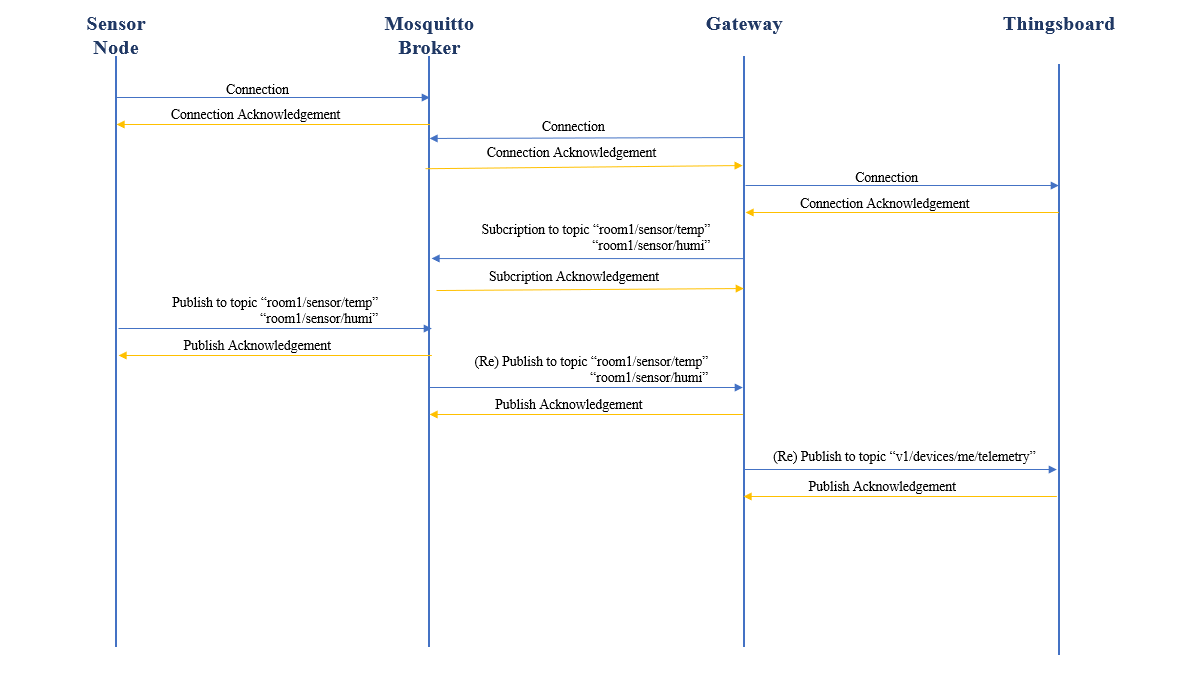 Sensor
Node
Mosquitto
Broker
Gateway
Thingsboard
Connection
Connection Acknowledgement
Connection
Connection Acknowledgement
Connection
Connection Acknowledgement
Subcription to topic “room1/sensor/temp”
“room1/sensor/humi”
Subcription Acknowledgement
Publish to topic “room1/sensor/temp”
“room1/sensor/humi”
Publish Acknowledgement
(Re) Publish to topic “room1/sensor/temp”
“room1/sensor/humi”
Publish Acknowledgement
(Re) Publish to topic “v1/devices/me/telemetry”
Publish Acknowledgement